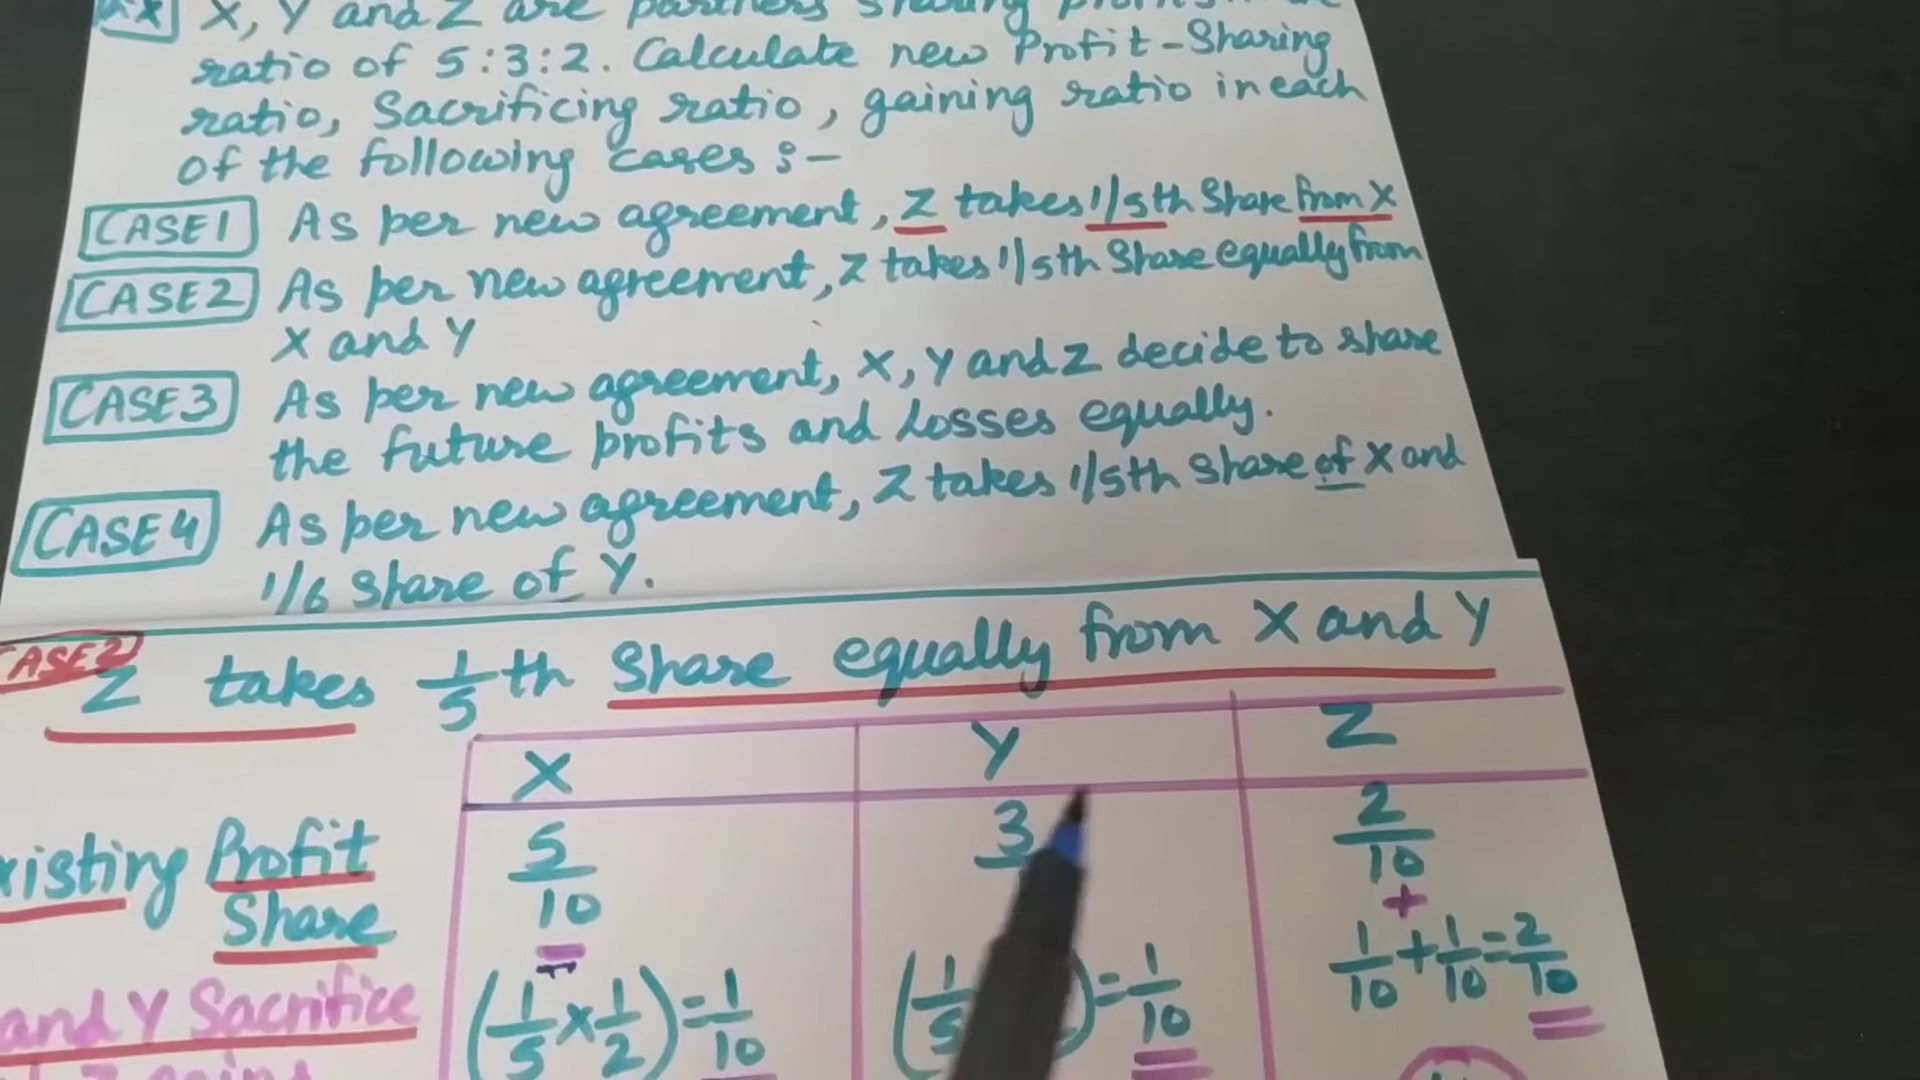 X, Y and Z are partners sharing
ratio of 5:3:2. Calculate new Profit-Sharing
ratio, Sacrificing ratio, gaining ratio in each
of the following cases :-
CASE 1 As per new agreement, Z takes 1/5th Share from X
CASE 2 As per new agreement, Z takes 1/5th Share equally from
X and Y
CASE 3 As per new agreement, X, Y and Z decide to share
the future profits and losses equally.
CASE 4 As per new agreement, Z takes 1/5th Share of X and
1/6 Share of Y.
CASE 2
Z takes 1/5 th Share equally from X and Y
X Y Z
xisting Profit Share 5/10 3 2/10
+
and Y Sacrifice (1/5 × 1/2) = 1/10 (1/5 ) = 1/10 1/10 + 1/10 = 2/10